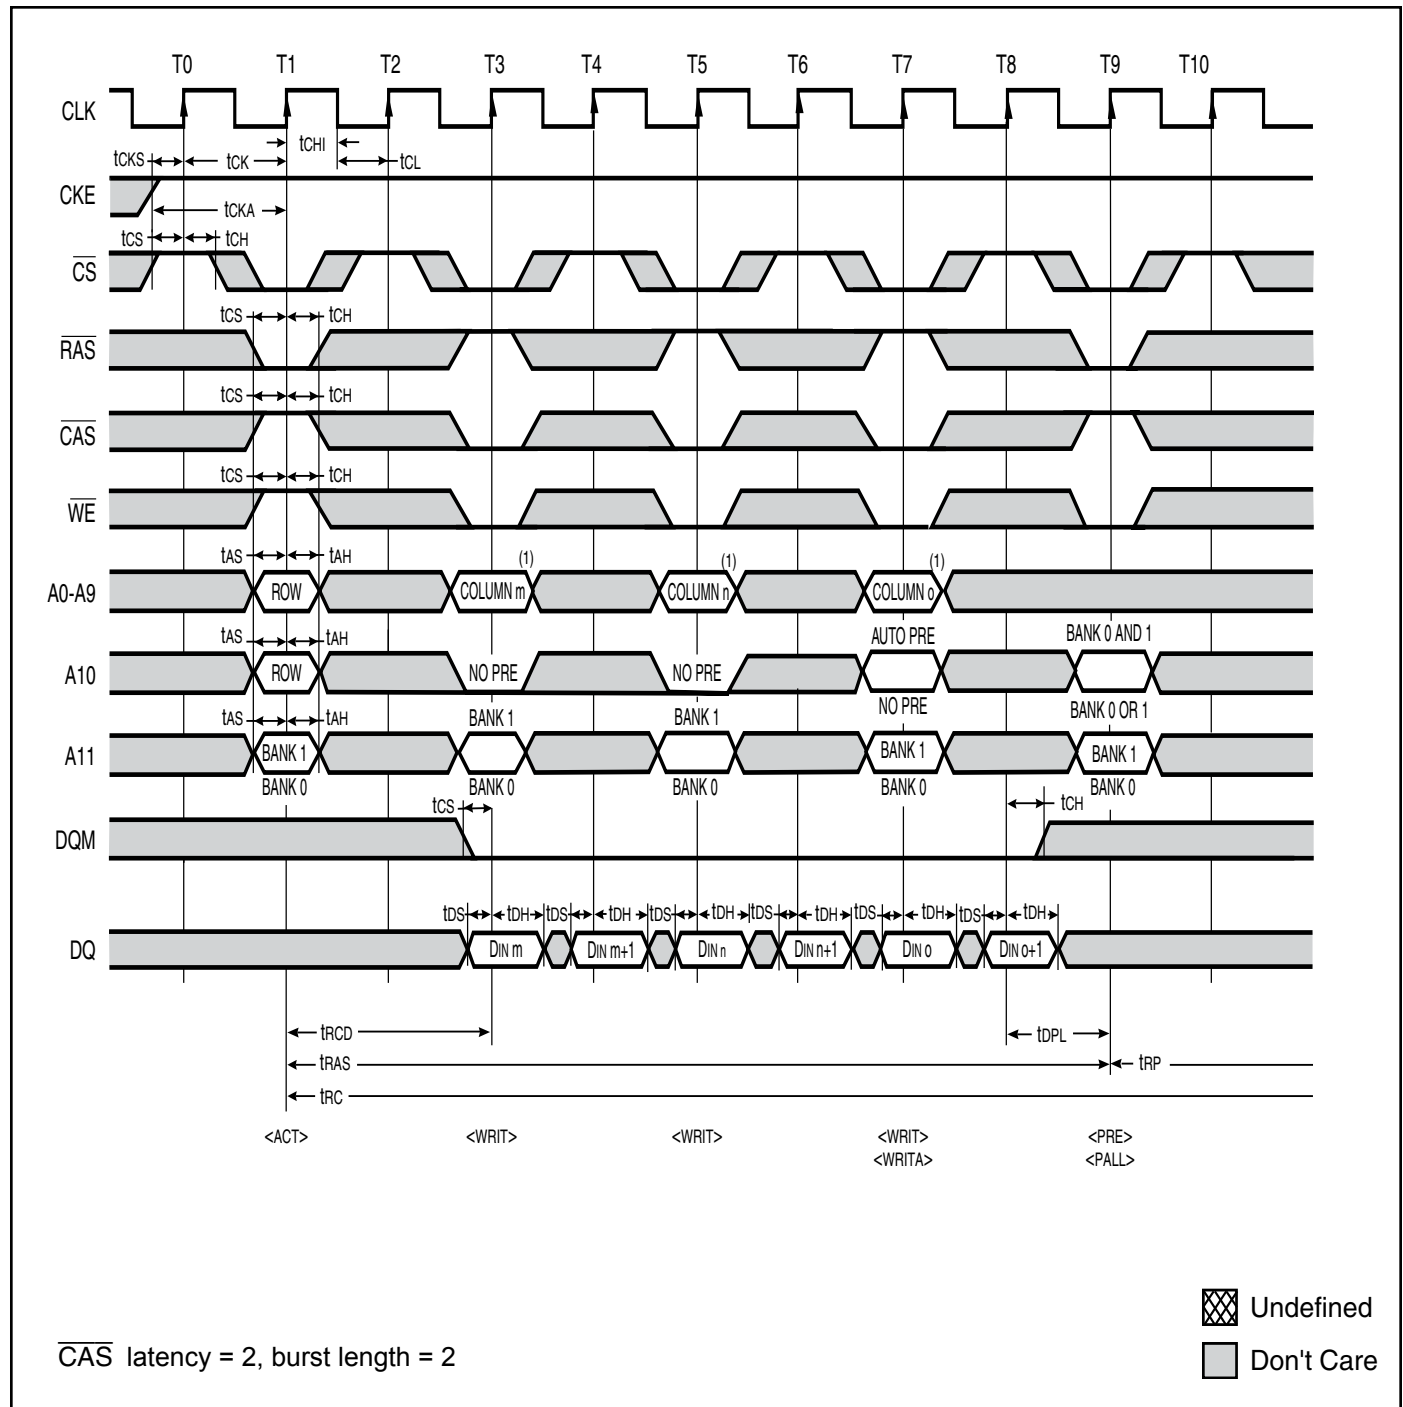 T0 T1 T2 T3 T4 T5 T6 T7 T8 T9 T10
CLK
tCHI
tCKS tCK tCL
CKE
tCKA
tCS tCH
CS
tCS tCH
RAS
tCS tCH
CAS
tCS tCH
WE
tAS tAH (1) (1) (1)
A0-A9 ROW COLUMN m COLUMN n COLUMN o
tAS tAH AUTO PRE BANK 0 AND 1
A10 ROW NO PRE NO PRE
NO PRE BANK 0 OR 1
tAS tAH BANK 1 BANK 1
A11 BANK 1 BANK 1 BANK 1
BANK 0 BANK 0 BANK 0 BANK 0 BANK 0
tCS tCH
DQM
tDS tDH tDS tDH tDS tDH tDS tDH tDS tDH tDS tDH
DQ DIN m DIN m+1 DIN n DIN n+1 DIN o DIN o+1
tRCD tDPL
tRAS tRP
tRC
<ACT> <WRIT> <WRIT> <WRIT> <PRE>
<WRITA> <PALL>
Undefined
CAS latency = 2, burst length = 2
Don't Care